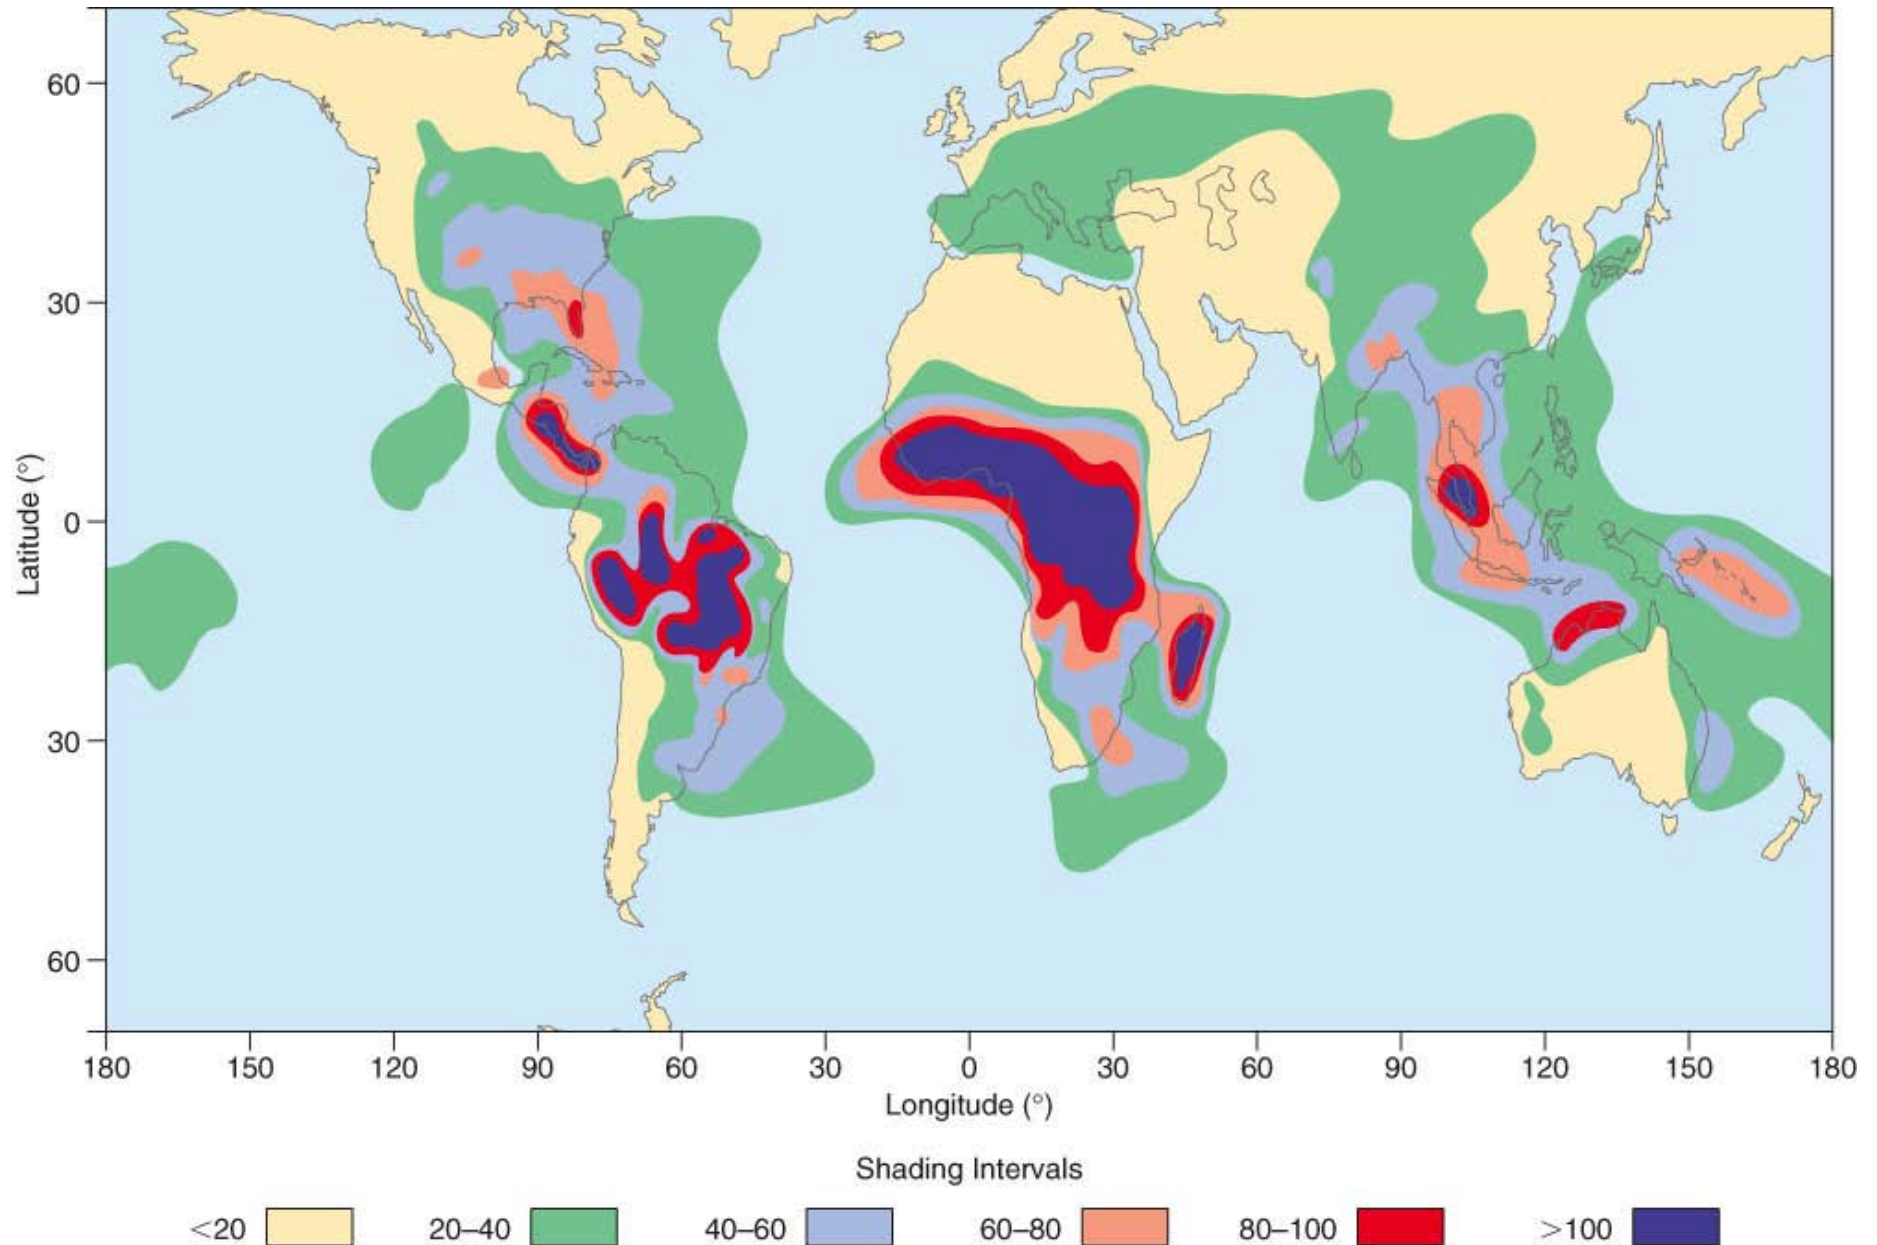 60
30
0
30
60
Latitude (°)
180 150 120 90 60 30 0 30 60 90 120 150 180
Longitude (°)
Shading Intervals
<20 20–40 40–60 60–80 80–100 >100